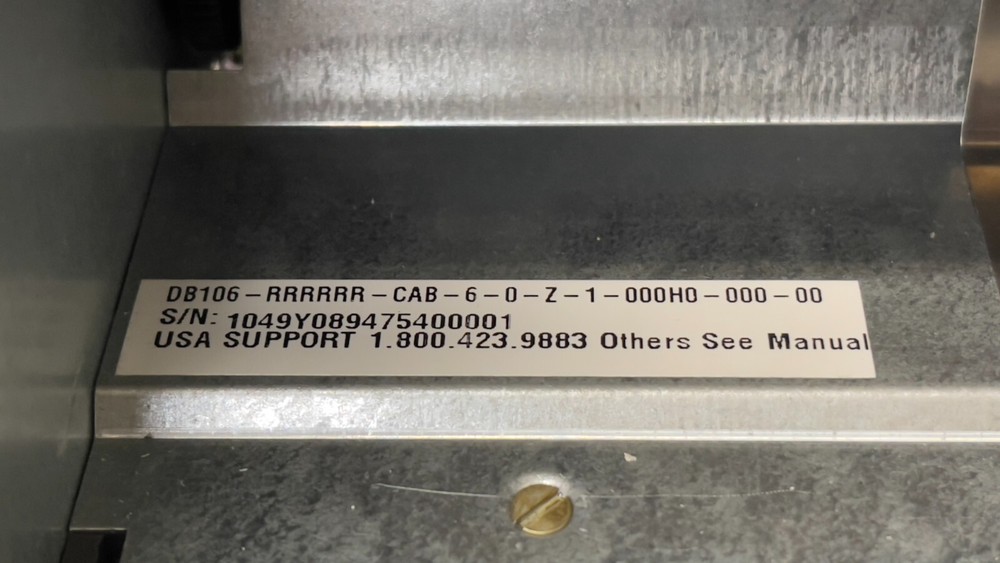 DB106-RRRRRR-CAB-6-0-Z-1-000H0-000-00
S/N: 1049Y089475400001
USA SUPPORT 1.800.423.9883 Others See Manual